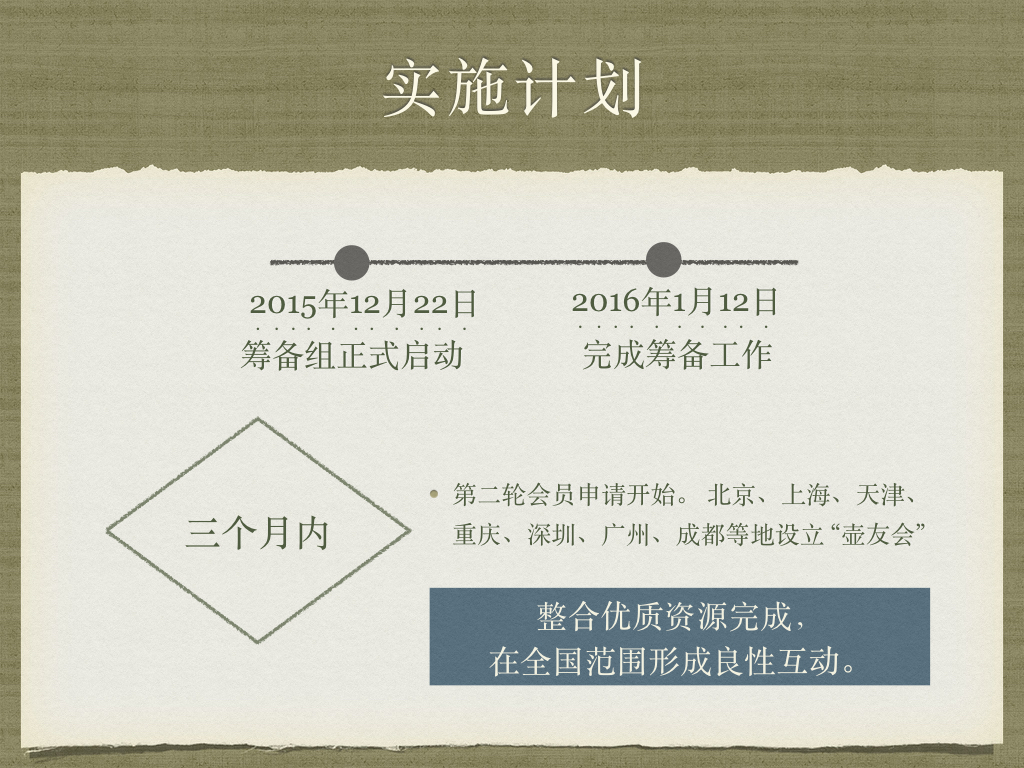 实施计划
2015年12月22日
筹备组正式启动
2016年1月12日
完成筹备工作
三个月内
• 第二轮会员申请开始。 北京、上海、天津、
重庆、深圳、广州、成都等地设立“壶友会”
整合优质资源完成，
在全国范围形成良性互动。